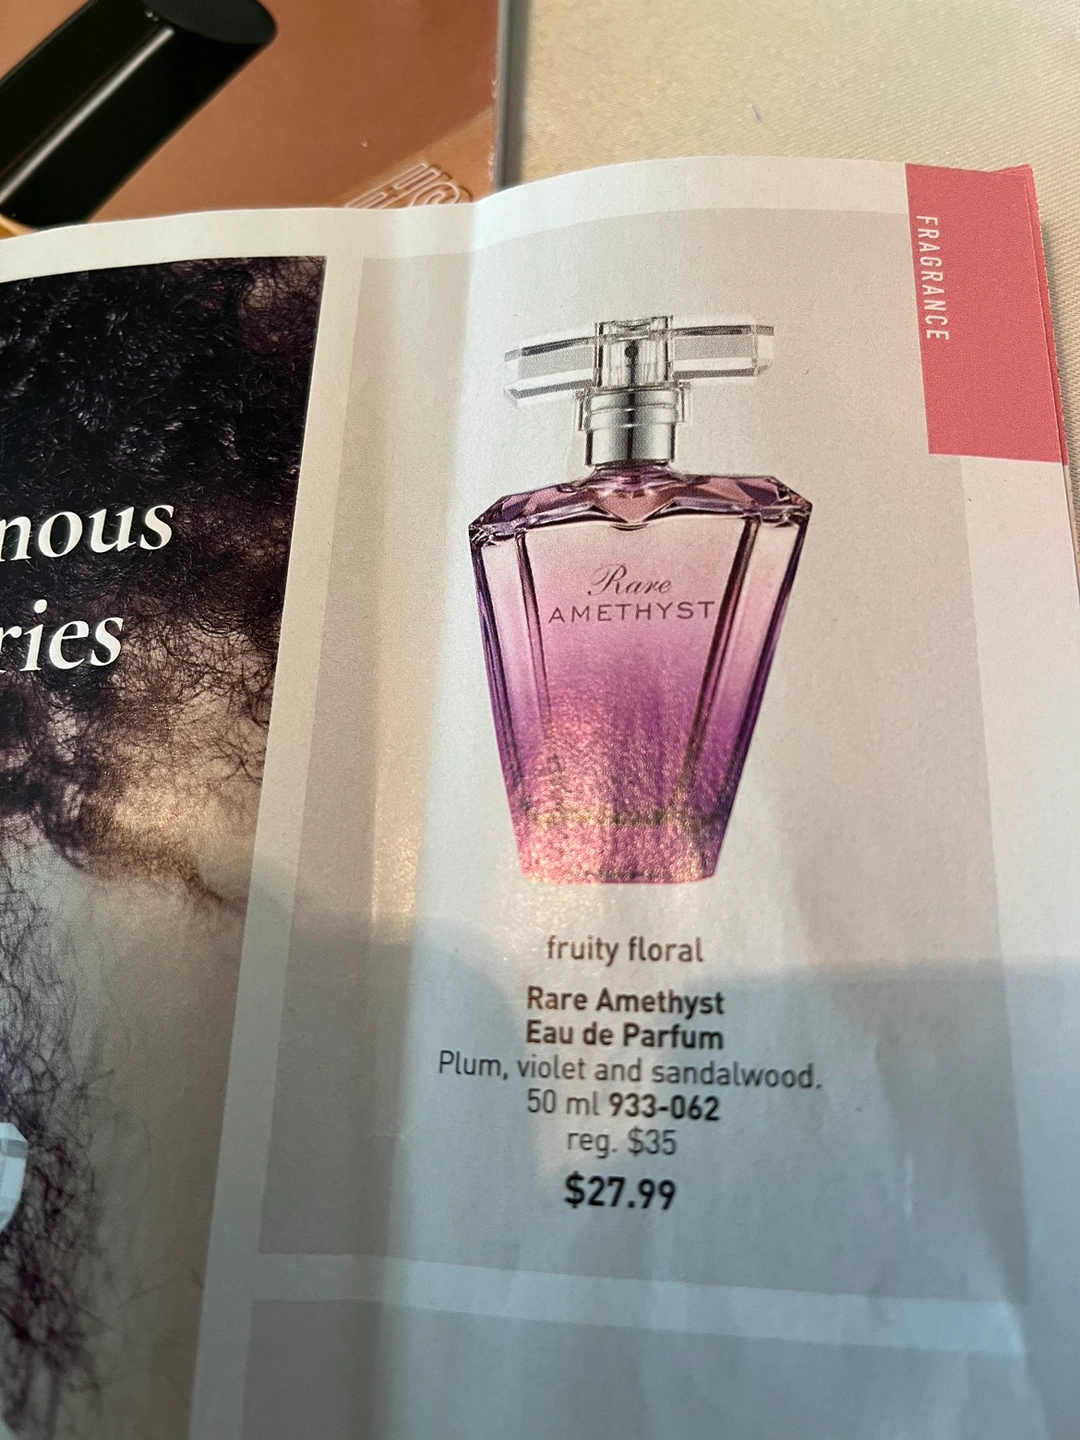 FRAGRANCE
nous
ries
Rare
AMETHYST
fruity floral
Rare Amethyst
Eau de Parfum
Plum, violet and sandalwood.
50 ml 933-062
reg. $35
$27.99